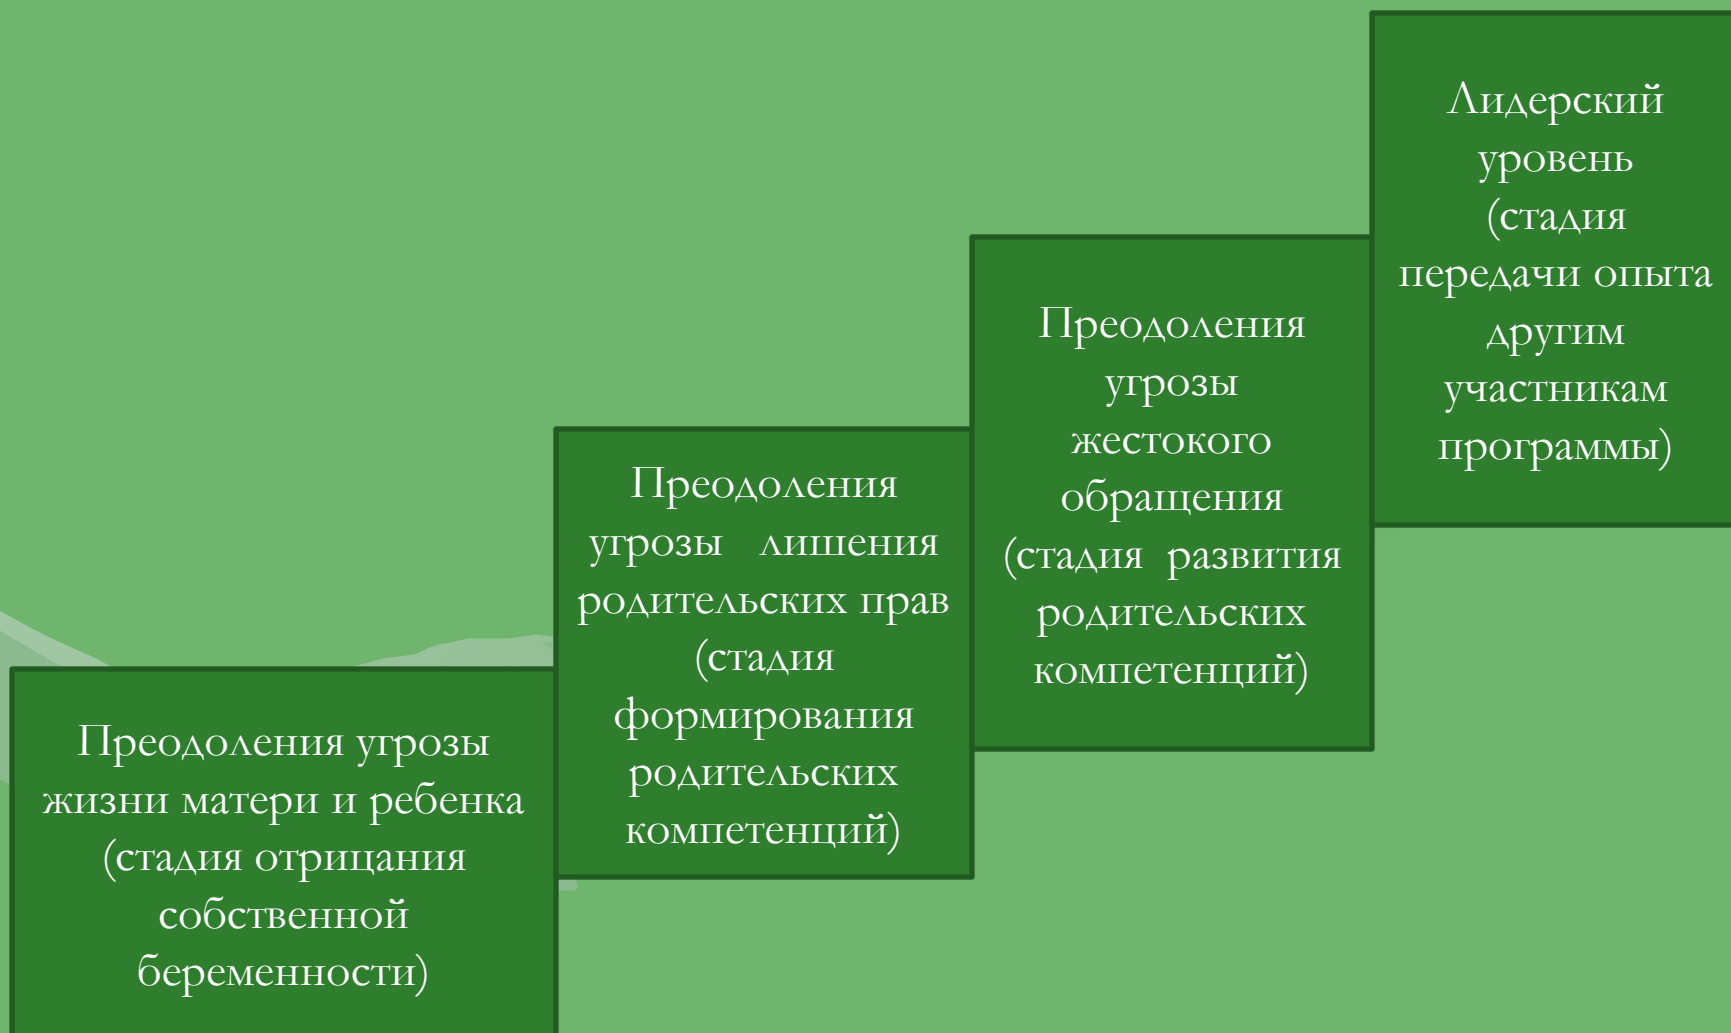 Преодоления угрозы
жизни матери и ребенка
(стадия отрицания
собственной
беременности)
Преодоления
угрозы лишения
родительских прав
(стадия
формирования
родительских
компетенций)
Преодоления
угрозы
жестокого
обращения
(стадия развития
родительских
компетенций)
Лидерский
уровень
(стадия
передачи опыта
другим
участникам
программы)